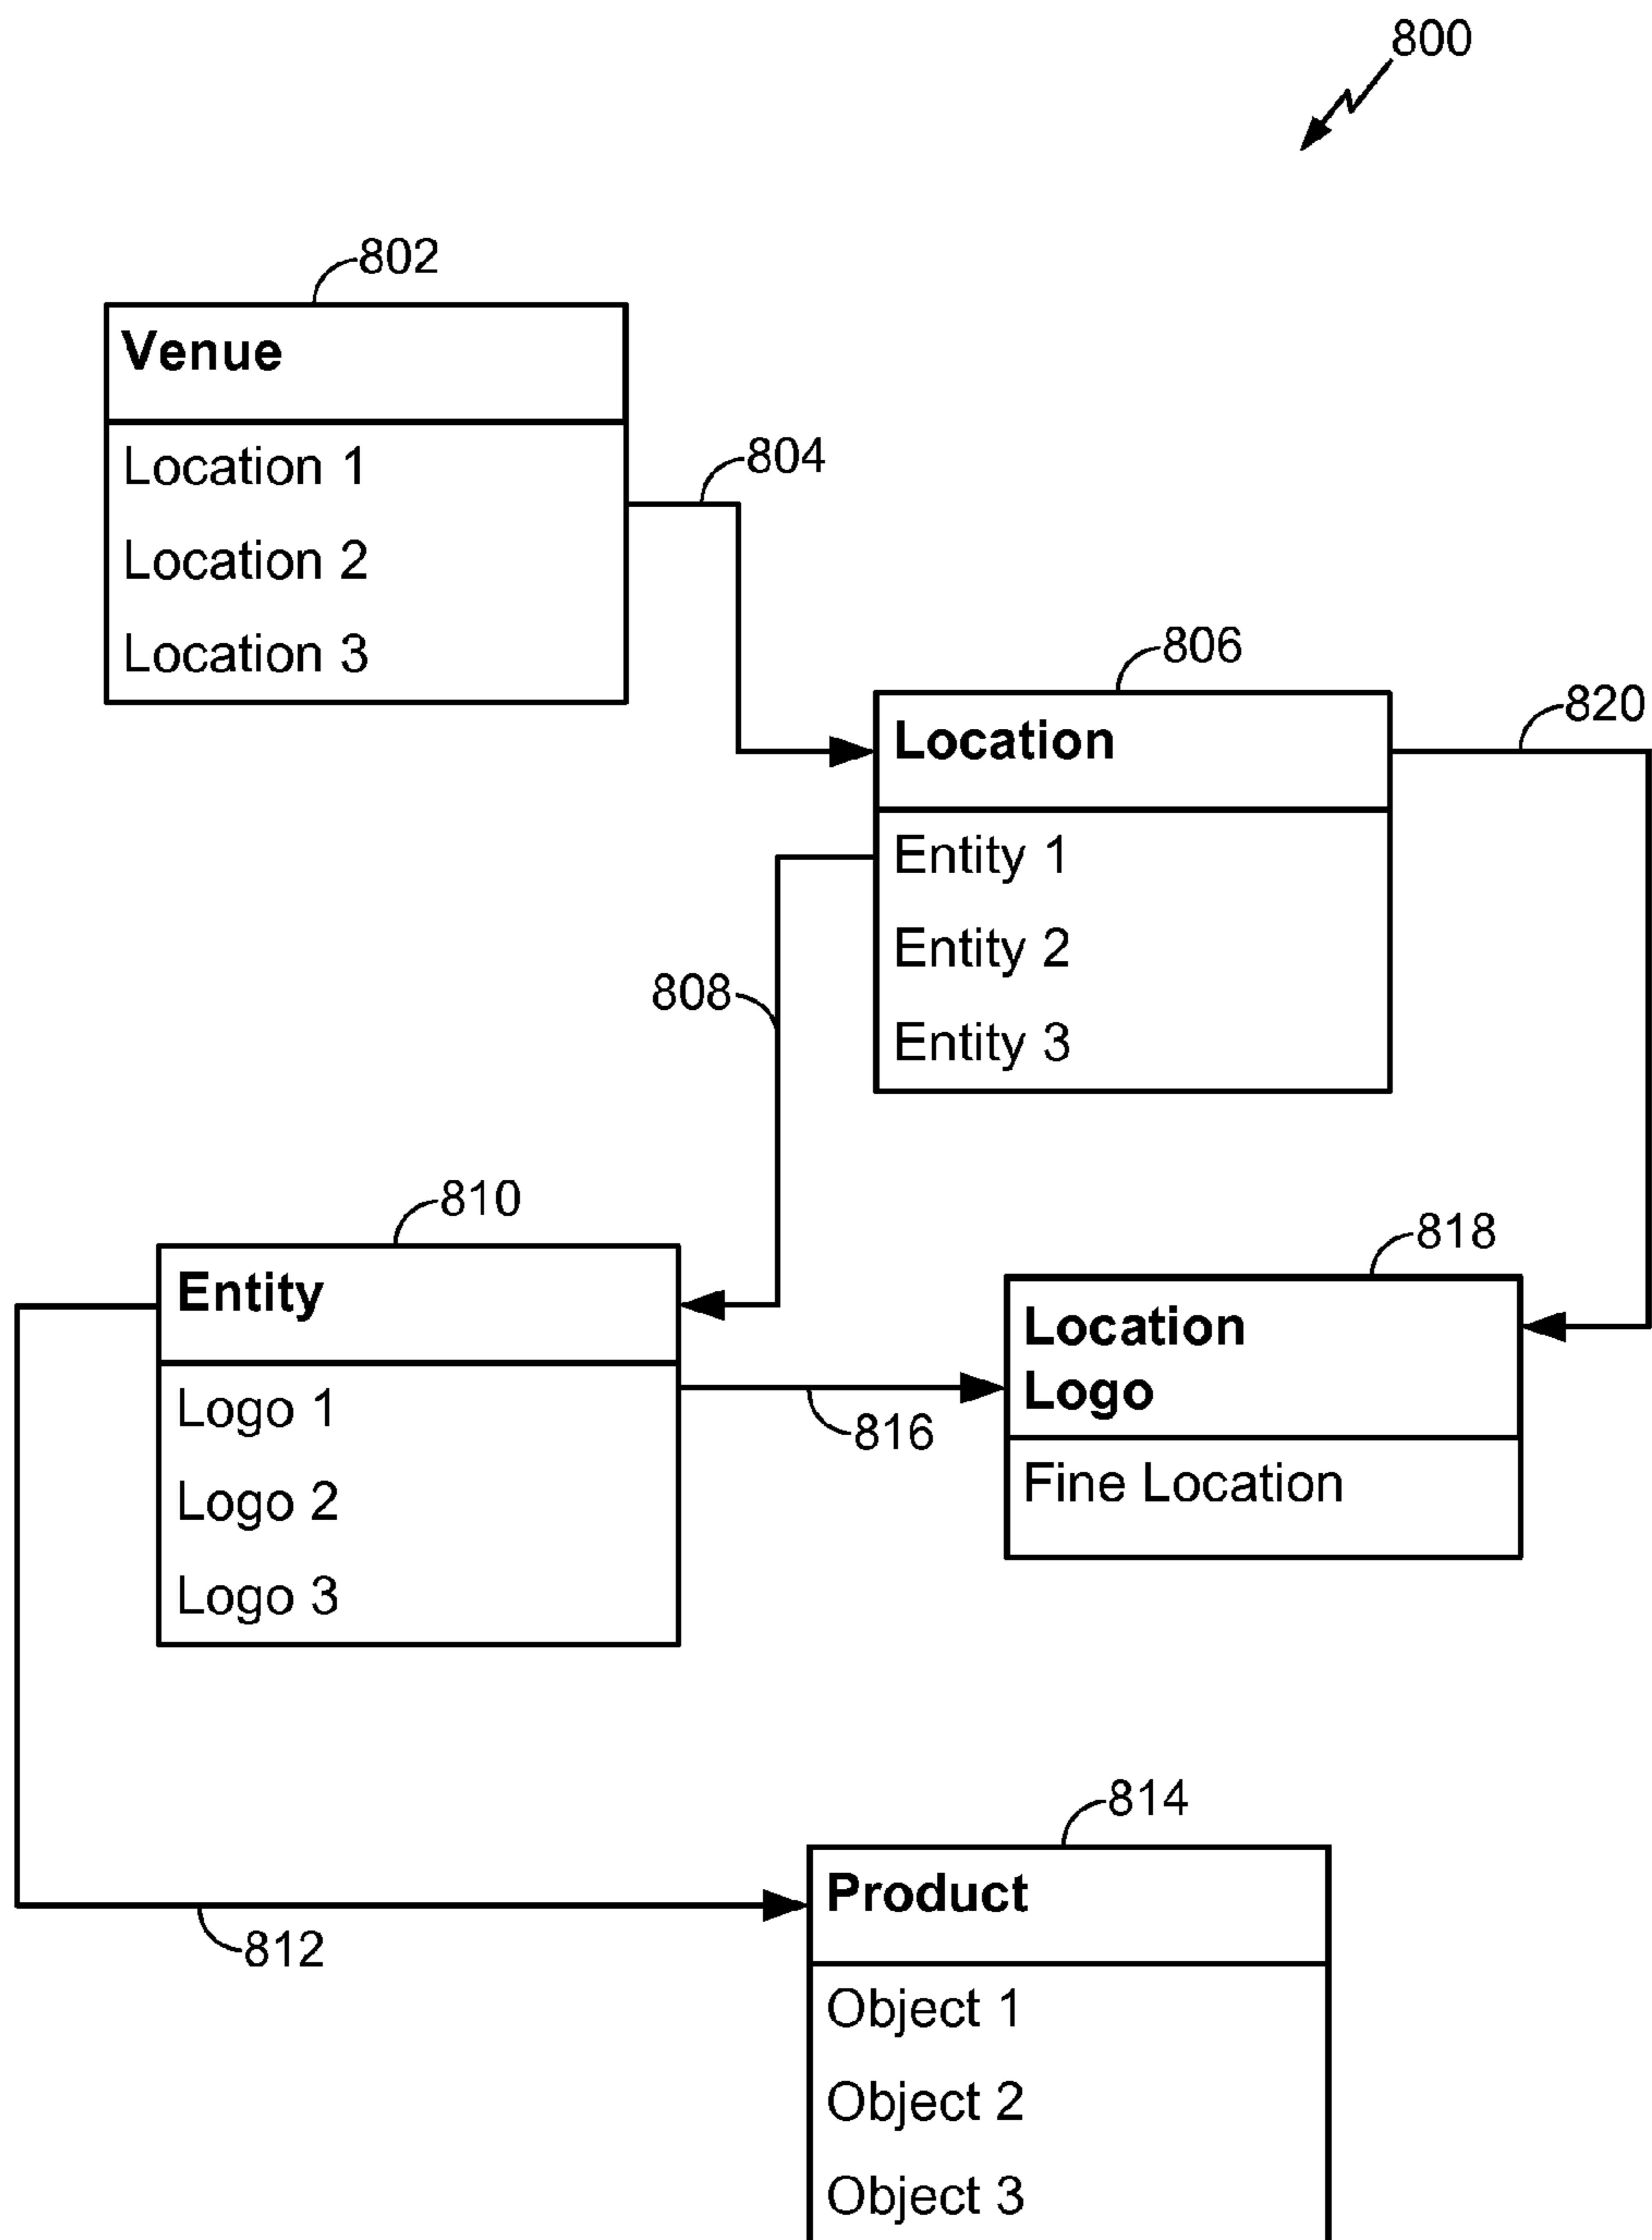 800
802
Venue
Location 1
Location 2
Location 3
804
806
820
Location
Entity 1
Entity 2
Entity 3
808
810
Entity
Logo 1
Logo 2
Logo 3
816
818
Location
Logo
Fine Location
812
814
Product
Object 1
Object 2
Object 3